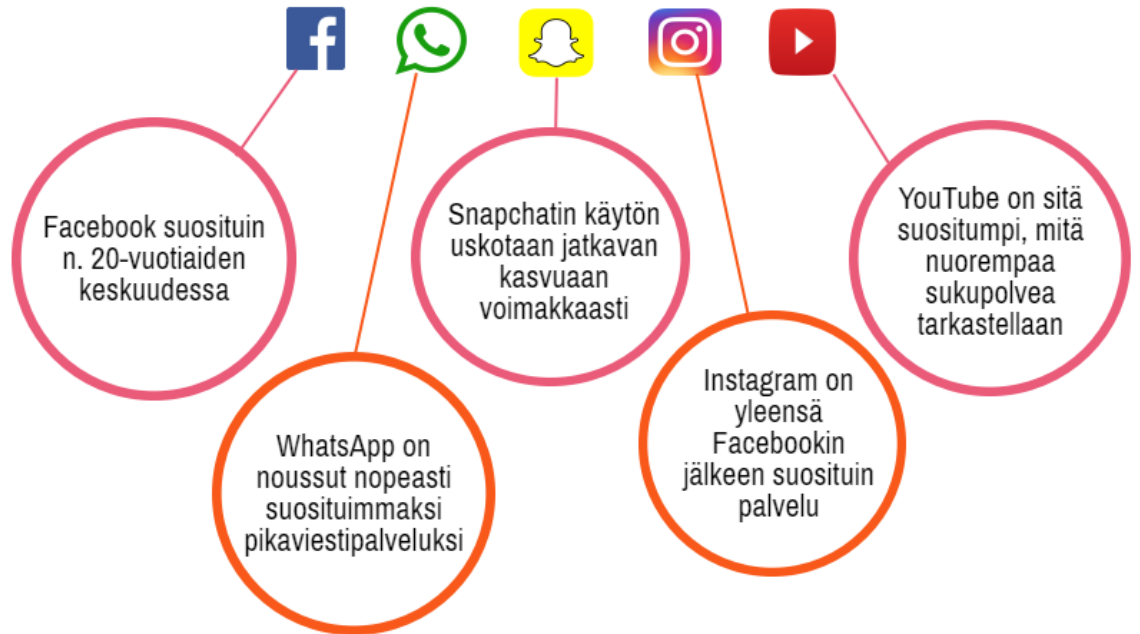 Facebook suosituin
n. 20-vuotiaiden
keskuudessa
WhatsApp on
noussut nopeasti
suosituimmaksi
pikaviestipalveluksi
Snapchatin käytön
uskotaan jatkavan
kasvuaan
voimakkaasti
Instagram on
yleensä
Facebookin
jälkeen suosituin
palvelu
YouTube on sitä
suositumpi, mitä
nuorempaa
sukupolvea
tarkastellaan